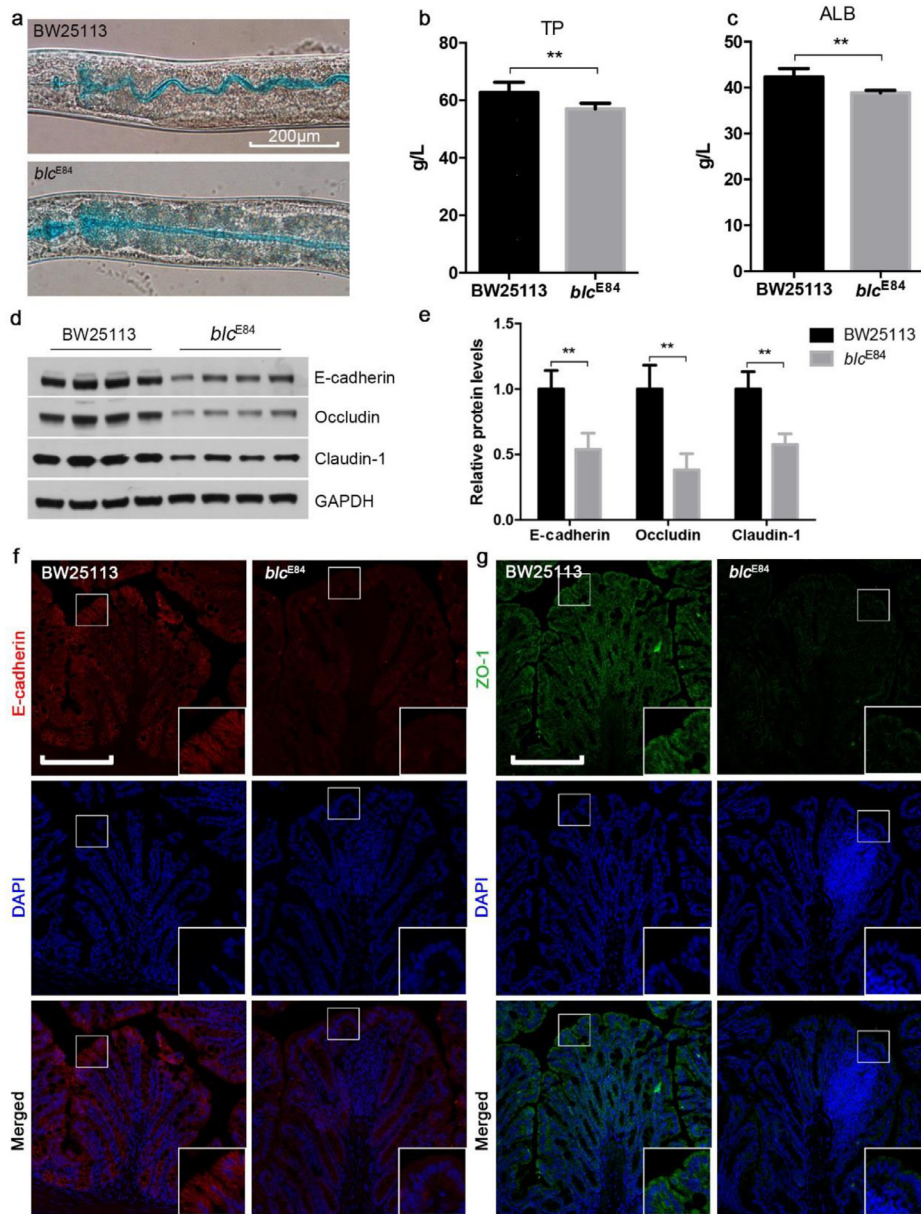 a
BW25113
200μm
blcE84
b
TP
**
80
60
40
20
0
g/L
BW25113
blcE84
c
ALB
**
50
40
30
20
10
0
g/L
BW25113
blcE84
d
BW25113
blcE84
E-cadherin
Occludin
Claudin-1
GAPDH
e
BW25113
blcE84
Relative protein levels
1.5
1.0
0.5
0.0
**
**
**
E-cadherin
Occludin
Claudin-1
f
BW25113
blcE84
E-cadherin
DAPI
Merged
g
BW25113
blcE84
ZO-1
DAPI
Merged